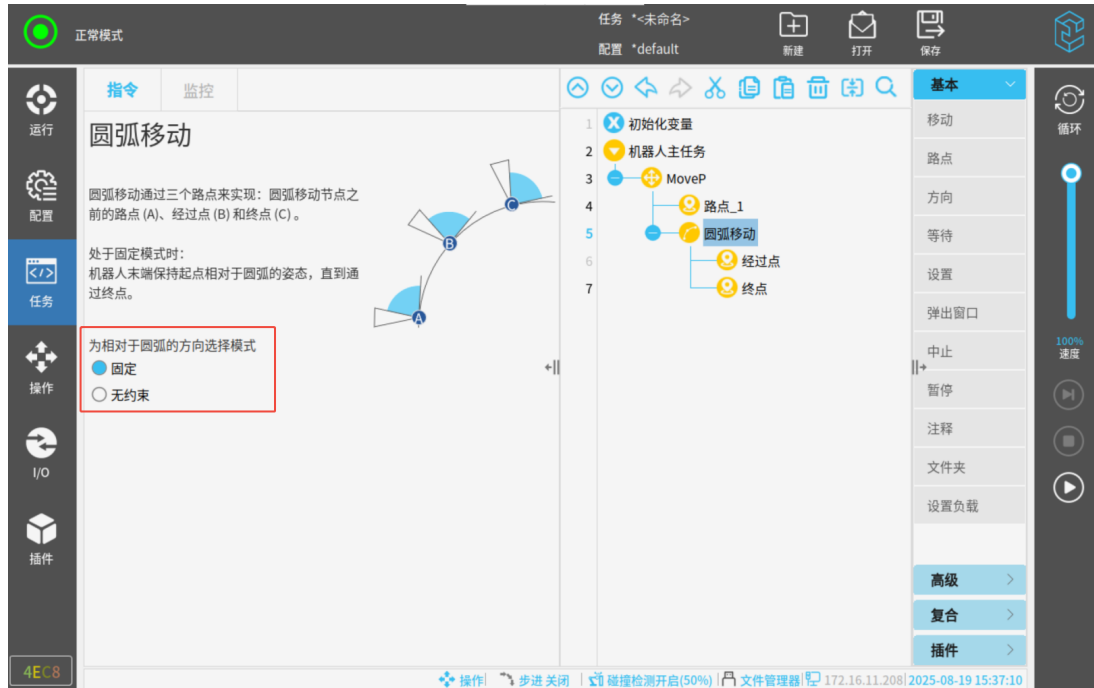 正常模式
任务 *<未命名>
配置 *default
新建
打开
保存
运行
配置
任务
操作
I/O
插件
4EC8
指令
监控
圆弧移动
圆弧移动通过三个路点来实现：圆弧移动节点之
前的路点 (A)、经过点 (B) 和终点 (C) 。
处于固定模式时：
机器人末端保持起点相对于圆弧的姿态，直到通
过终点。
A
B
C
为相对于圆弧的方向选择模式
固定
无约束
1 初始化变量
2 机器人主任务
3 MoveP
4 路点_1
5 圆弧移动
6 经过点
7 终点
基本
移动
路点
方向
等待
设置
弹出窗口
中止
暂停
注释
文件夹
设置负载
高级
复合
插件
循环
100%
速度
操作
步进 关闭
碰撞检测开启(50%)
文件管理器
172.16.11.208
2025-08-19 15:37:10